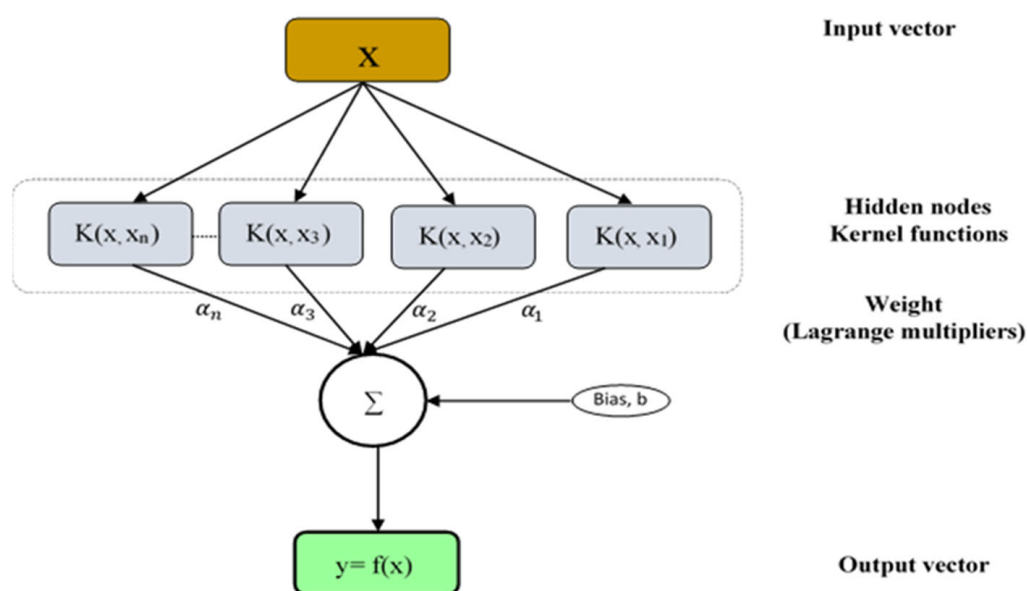 Input vector
X
Hidden nodes
Kernel functions
K(x, xₙ)
K(x, x₃)
K(x, x₂)
K(x, x₁)
αₙ
α₃
α₂
α₁
Weight
(Lagrange multipliers)
Σ
Bias, b
y= f(x)
Output vector